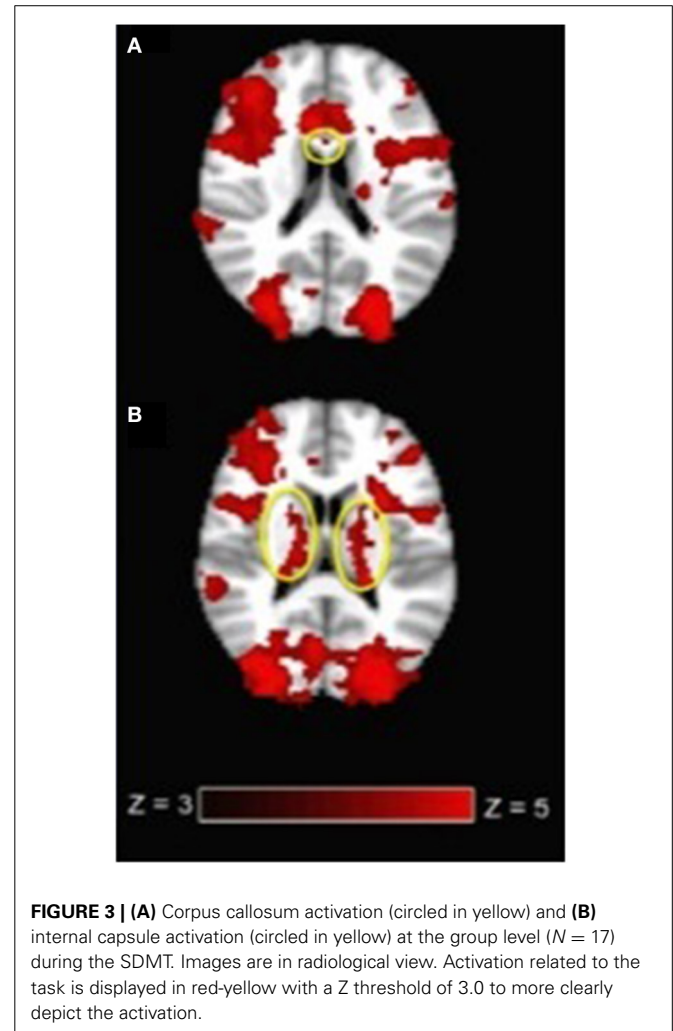 A
B
Z = 3
Z = 5
FIGURE 3 | (A) Corpus callosum activation (circled in yellow) and (B)
internal capsule activation (circled in yellow) at the group level (N = 17)
during the SDMT. Images are in radiological view. Activation related to the
task is displayed in red-yellow with a Z threshold of 3.0 to more clearly
depict the activation.